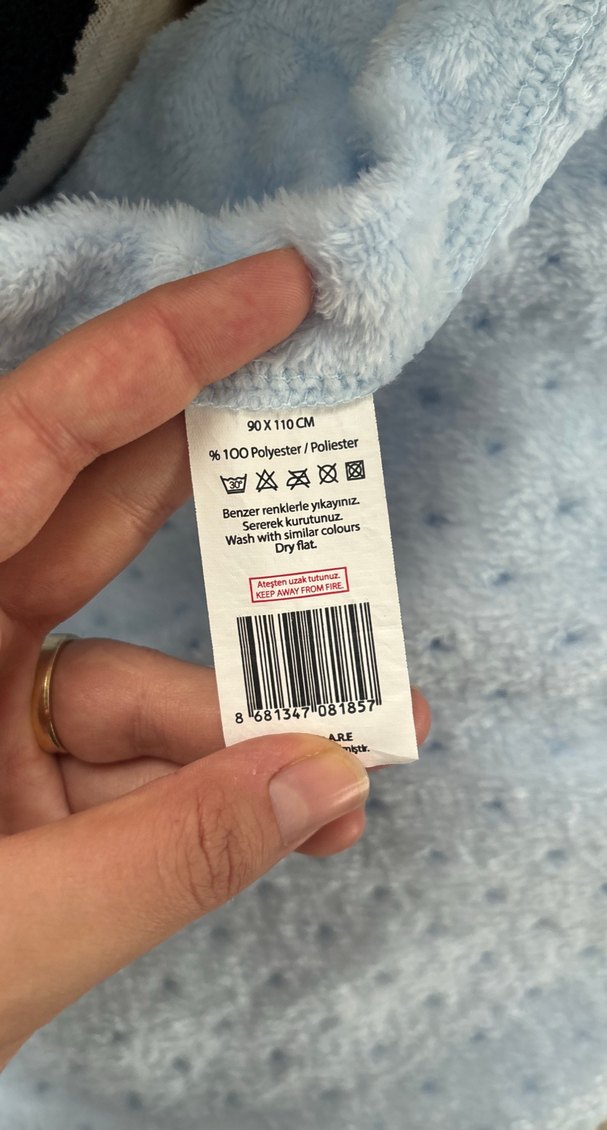 90 X 110 CM
% 100 Polyester / Poliester
30°
Benzer renklerle yıkayınız.
Sererek kurutunuz.
Wash with similar colours
Dry flat.
Ateşten uzak tutunuz.
KEEP AWAY FROM FIRE.
8 681347 081857